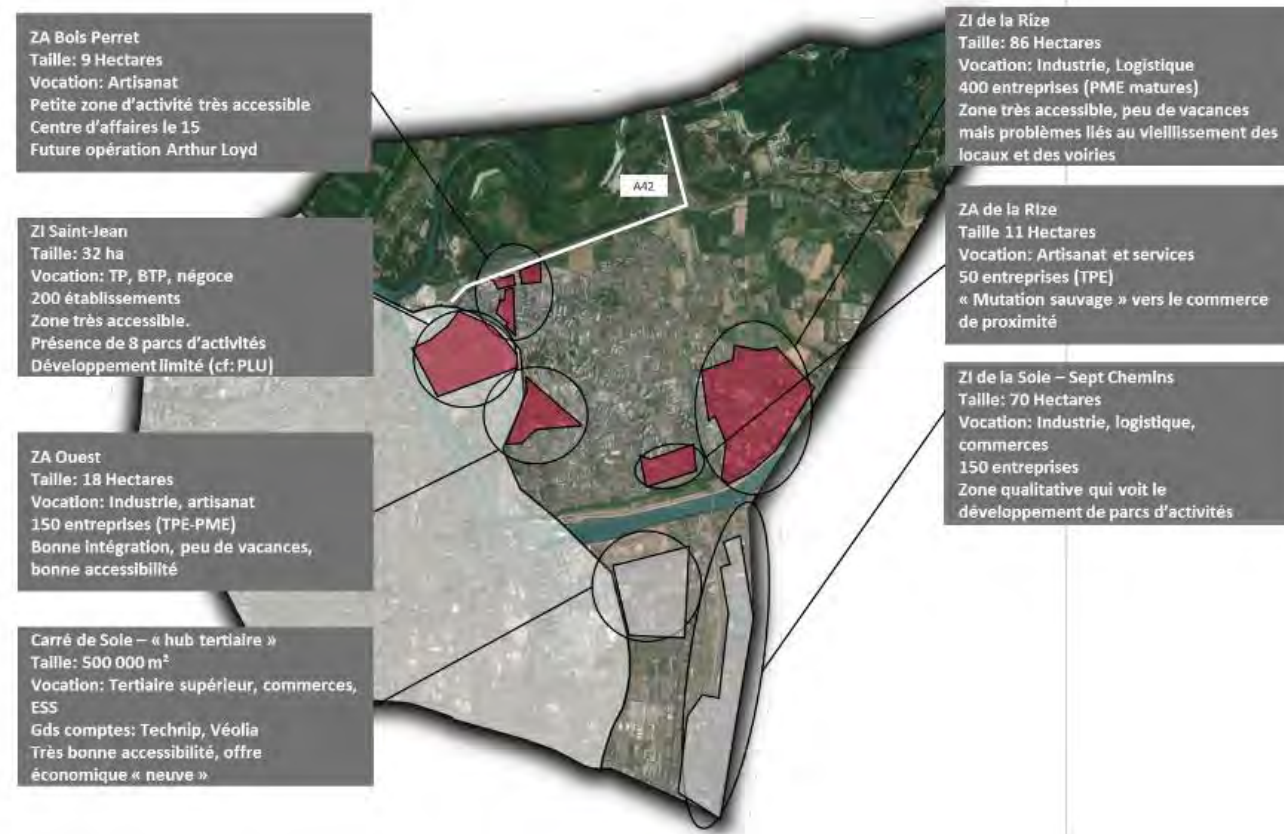 ZA Bois Perret
Taille: 9 Hectares
Vocation: Artisanat
Petite zone d'activité très accessible
Centre d'affaires le 15
Future opération Arthur Loyd
ZI Saint-Jean
Taille: 32 ha
Vocation: TP, BTP, négoce
200 établissements
Zone très accessible.
Présence de 8 parcs d'activités
Développement limité (cf: PLU)
ZA Ouest
Taille: 18 Hectares
Vocation: Industrie, artisanat
150 entreprises (TPE-PME)
Bonne intégration, peu de vacances,
bonne accessibilité
Carré de Soie – « hub tertiaire »
Taille: 500 000 m²
Vocation: Tertiaire supérieur, commerces,
ESS
Gds comptes: Technip, Véolia
Très bonne accessibilité, offre
économique « neuve »
A42
ZI de la Rize
Taille: 86 Hectares
Vocation: Industrie, Logistique
400 entreprises (PME matures)
Zone très accessible, peu de vacances
mais problèmes liés au vieillissement des
locaux et des voiries
ZA de la Rize
Taille 11 Hectares
Vocation: Artisanat et services
50 entreprises (TPE)
« Mutation sauvage » vers le commerce
de proximité
ZI de la Soie – Sept Chemins
Taille: 70 Hectares
Vocation: Industrie, logistique,
commerces
150 entreprises
Zone qualitative qui voit le
développement de parcs d'activités